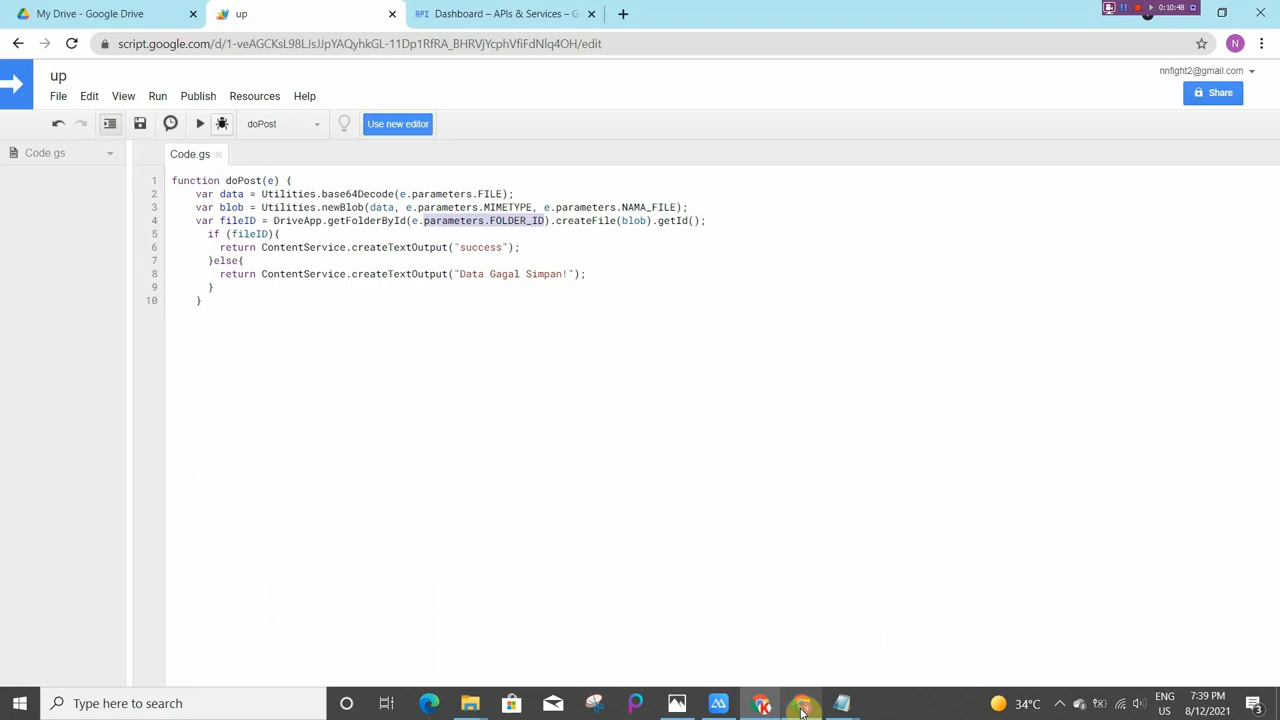 My Drive - Google Drive
up
API Dashboard – APIs & Services – G
0:10:48
script.google.com/d/1-veAGCKsL98LJsJJpYAQyhkGL-11Dp1RfRA_BHRVjYcphVfiFdNlq4OH/edit
N
up
nnfight2@gmail.com
File Edit View Run Publish Resources Help
Share
doPost
Use new editor
Code.gs
Code.gs
1 function doPost(e) {
2 var data = Utilities.base64Decode(e.parameters.FILE);
3 var blob = Utilities.newBlob(data, e.parameters.MIMETYPE, e.parameters.NAMA_FILE);
4 var fileID = DriveApp.getFolderById(e.parameters.FOLDER_ID).createFile(blob).getId();
5 if (fileID){
6 return ContentService.createTextOutput("success");
7 }else{
8 return ContentService.createTextOutput("Data Gagal Simpan!");
9 }
10 }
Type here to search
34°C
ENG
US
7:39 PM
8/12/2021
3